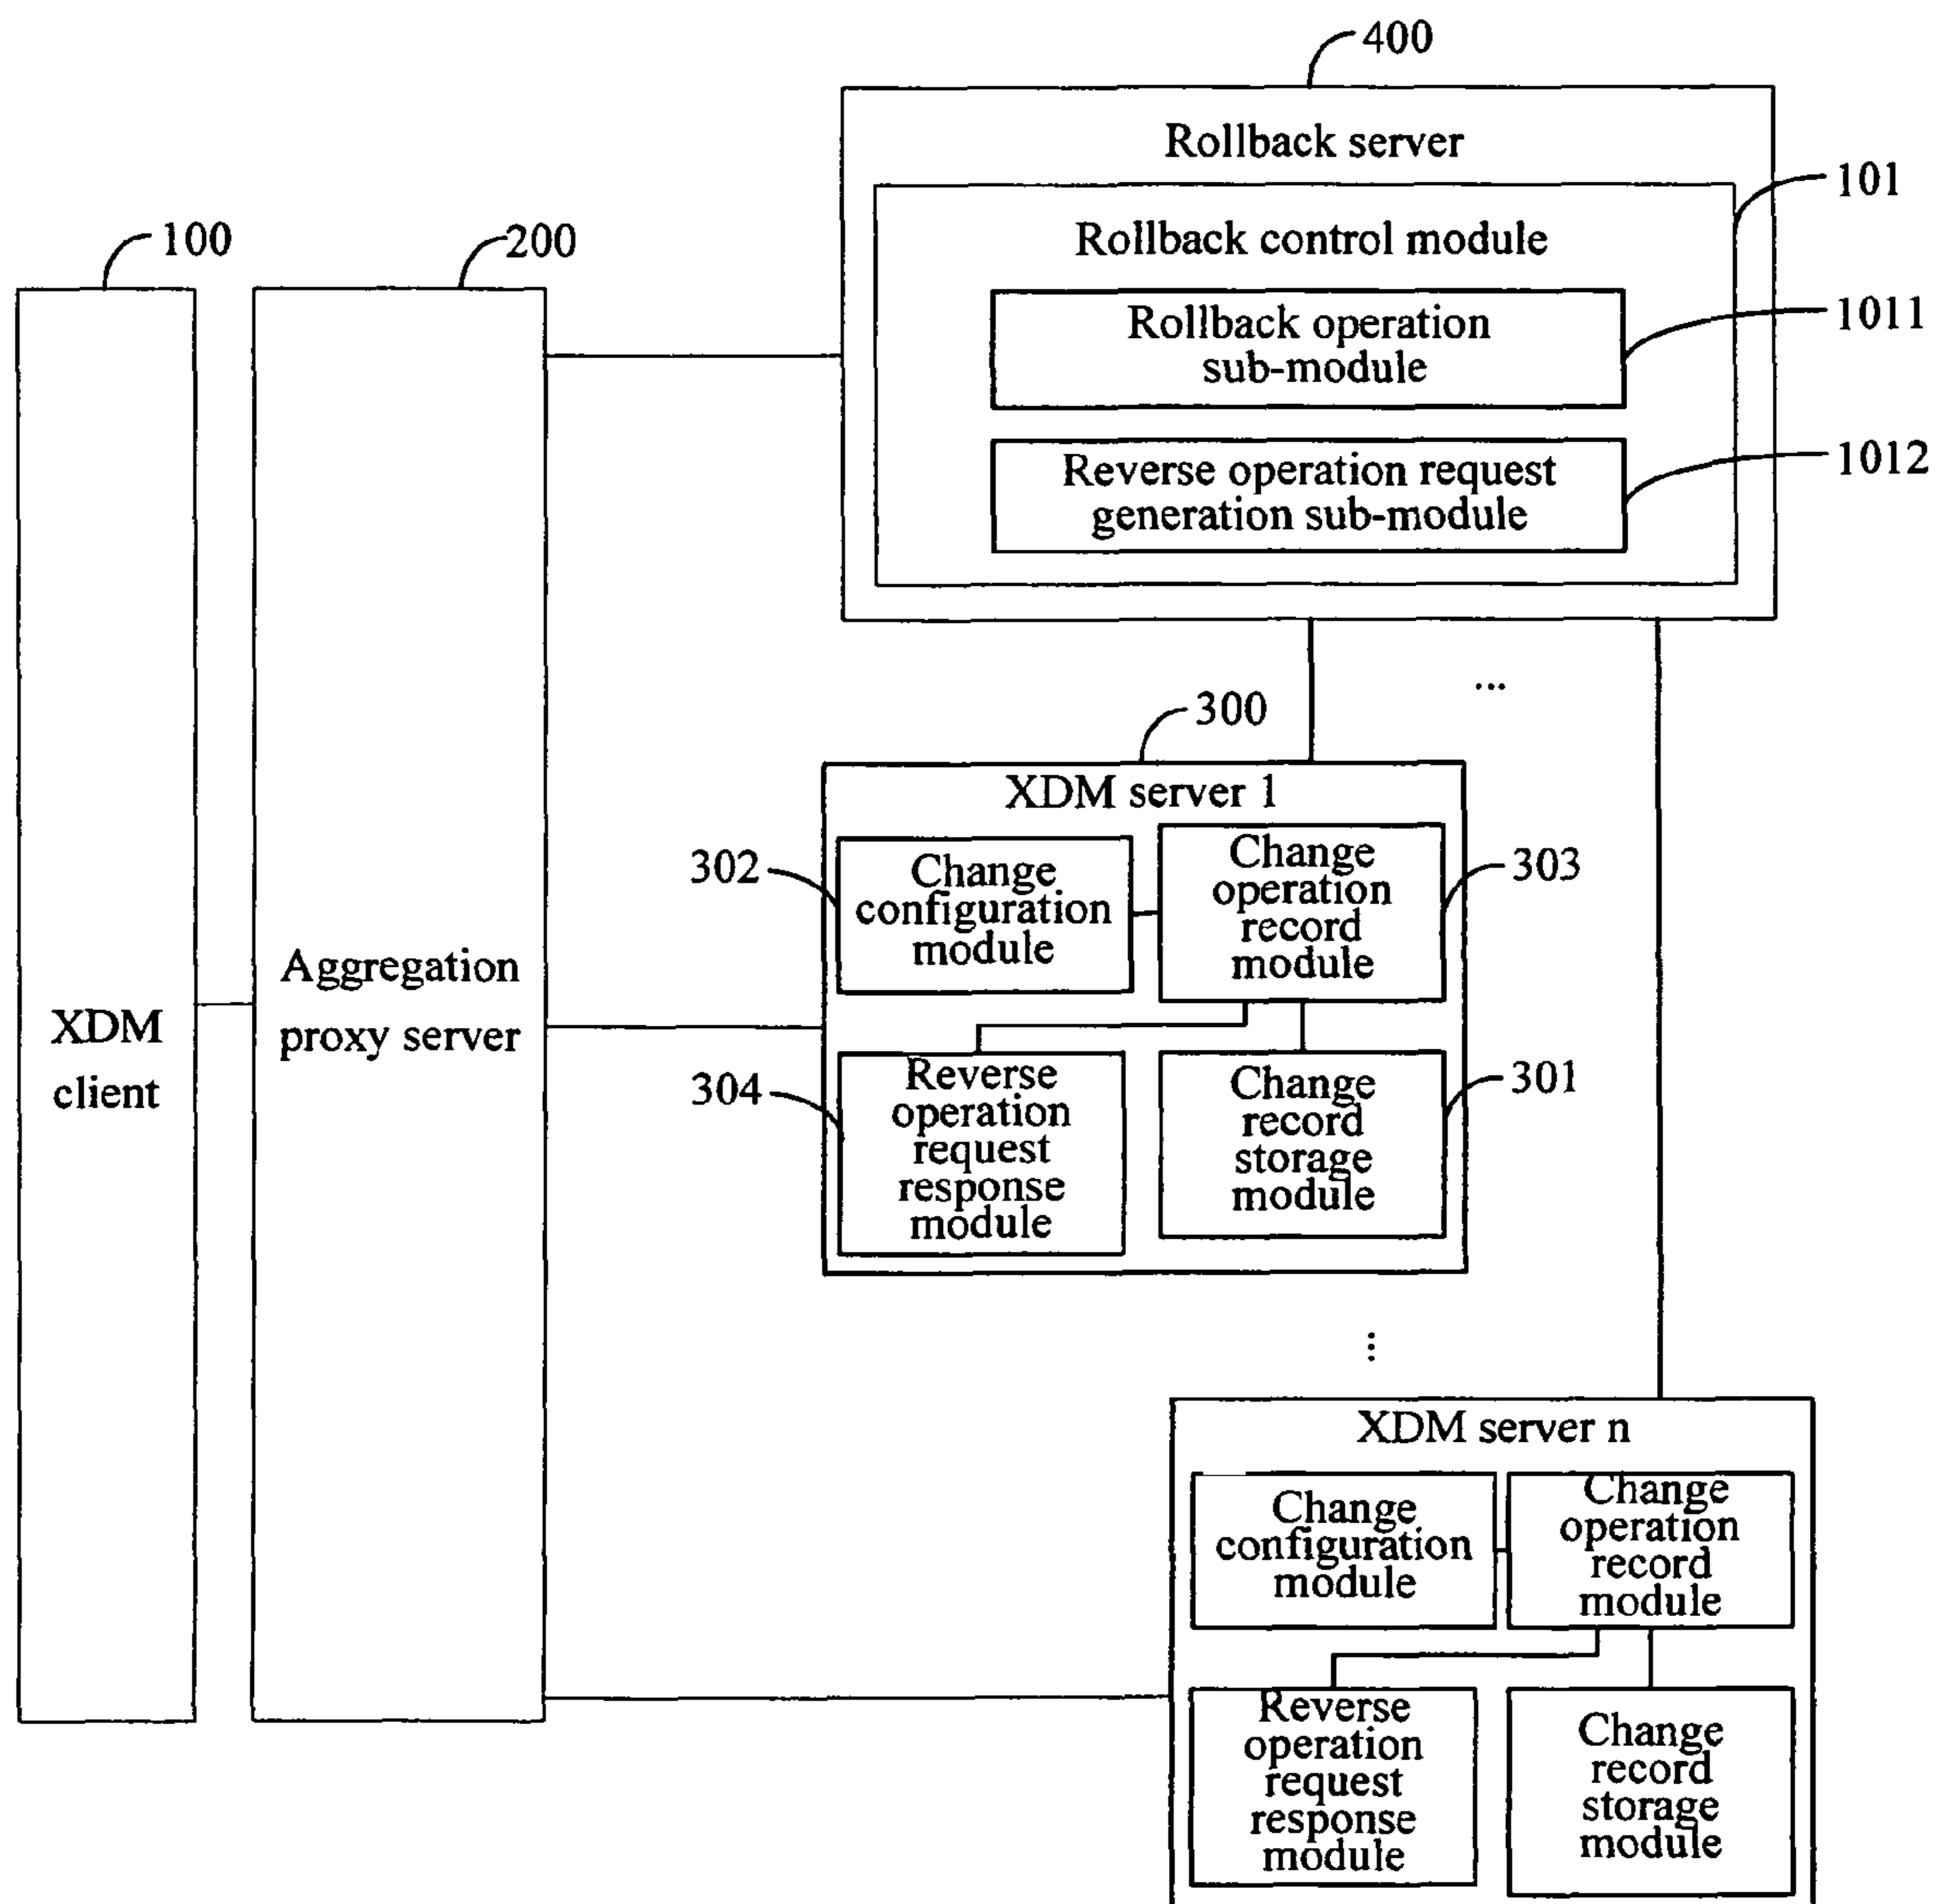 400
Rollback server
101
Rollback control module
Rollback operation
sub-module
1011
Reverse operation request
generation sub-module
1012
100
200
XDM
client
Aggregation
proxy server
...
300
XDM server 1
302
Change
configuration
module
Change
operation
record
module
303
304
Reverse
operation
request
response
module
Change
record
storage
module
301
...
XDM server n
Change
configuration
module
Change
operation
record
module
Reverse
operation
request
response
module
Change
record
storage
module